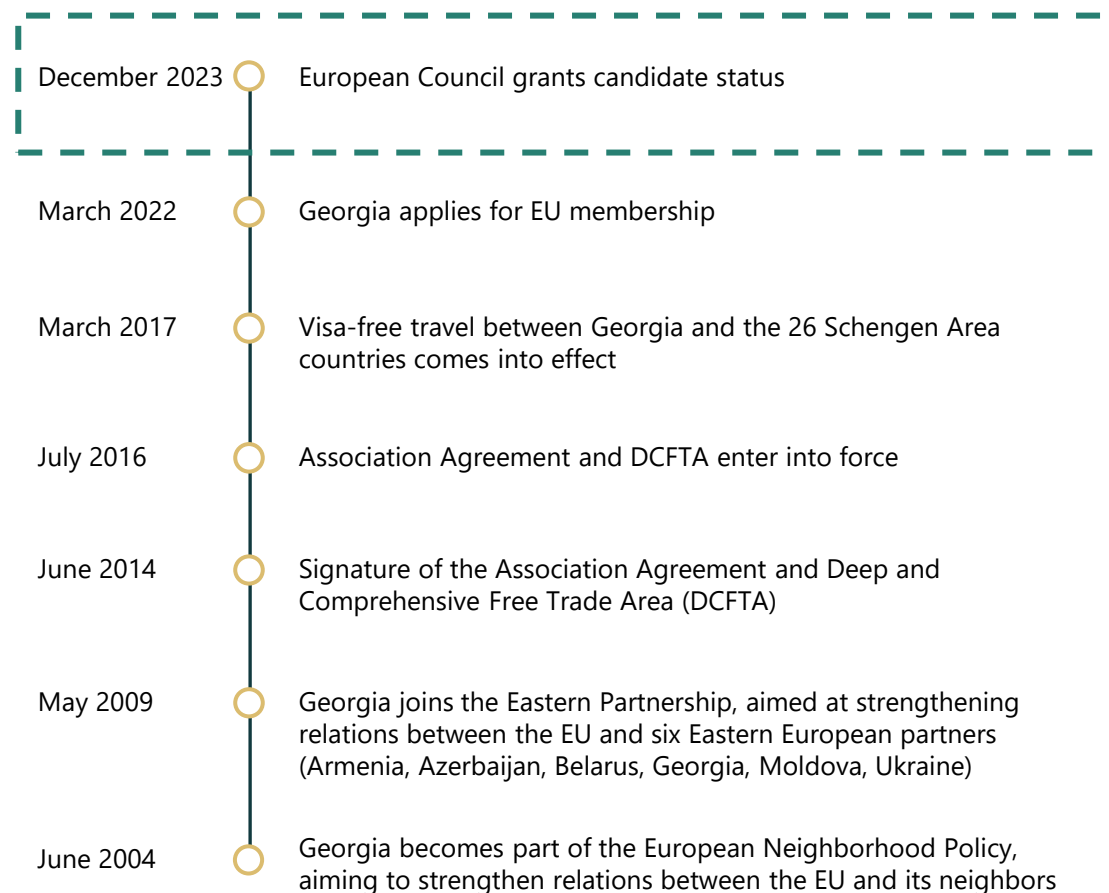 December 2023 European Council grants candidate status
March 2022 Georgia applies for EU membership
March 2017 Visa-free travel between Georgia and the 26 Schengen Area
countries comes into effect
July 2016 Association Agreement and DCFTA enter into force
June 2014 Signature of the Association Agreement and Deep and
Comprehensive Free Trade Area (DCFTA)
May 2009 Georgia joins the Eastern Partnership, aimed at strengthening
relations between the EU and six Eastern European partners
(Armenia, Azerbaijan, Belarus, Georgia, Moldova, Ukraine)
June 2004 Georgia becomes part of the European Neighborhood Policy,
aiming to strengthen relations between the EU and its neighbors